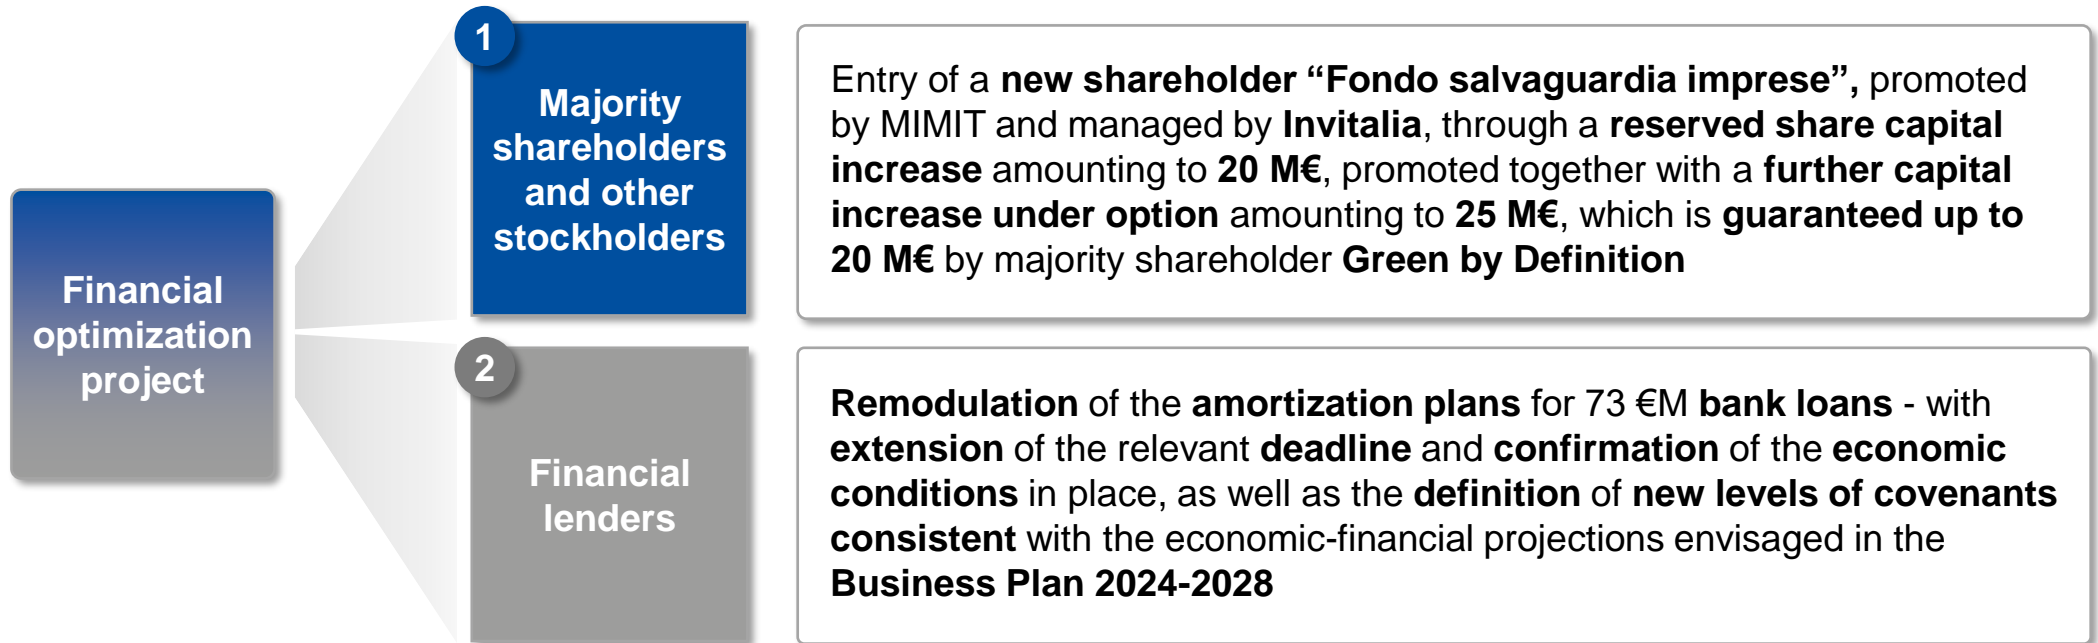 Financial
optimization
project
1
Majority
shareholders
and other
stockholders
Entry of a new shareholder “Fondo salvaguardia imprese”, promoted
by MIMIT and managed by Invitalia, through a reserved share capital
increase amounting to 20 M€, promoted together with a further capital
increase under option amounting to 25 M€, which is guaranteed up to
20 M€ by majority shareholder Green by Definition
2
Financial
lenders
Remodulation of the amortization plans for 73 €M bank loans - with
extension of the relevant deadline and confirmation of the economic
conditions in place, as well as the definition of new levels of covenants
consistent with the economic-financial projections envisaged in the
Business Plan 2024-2028